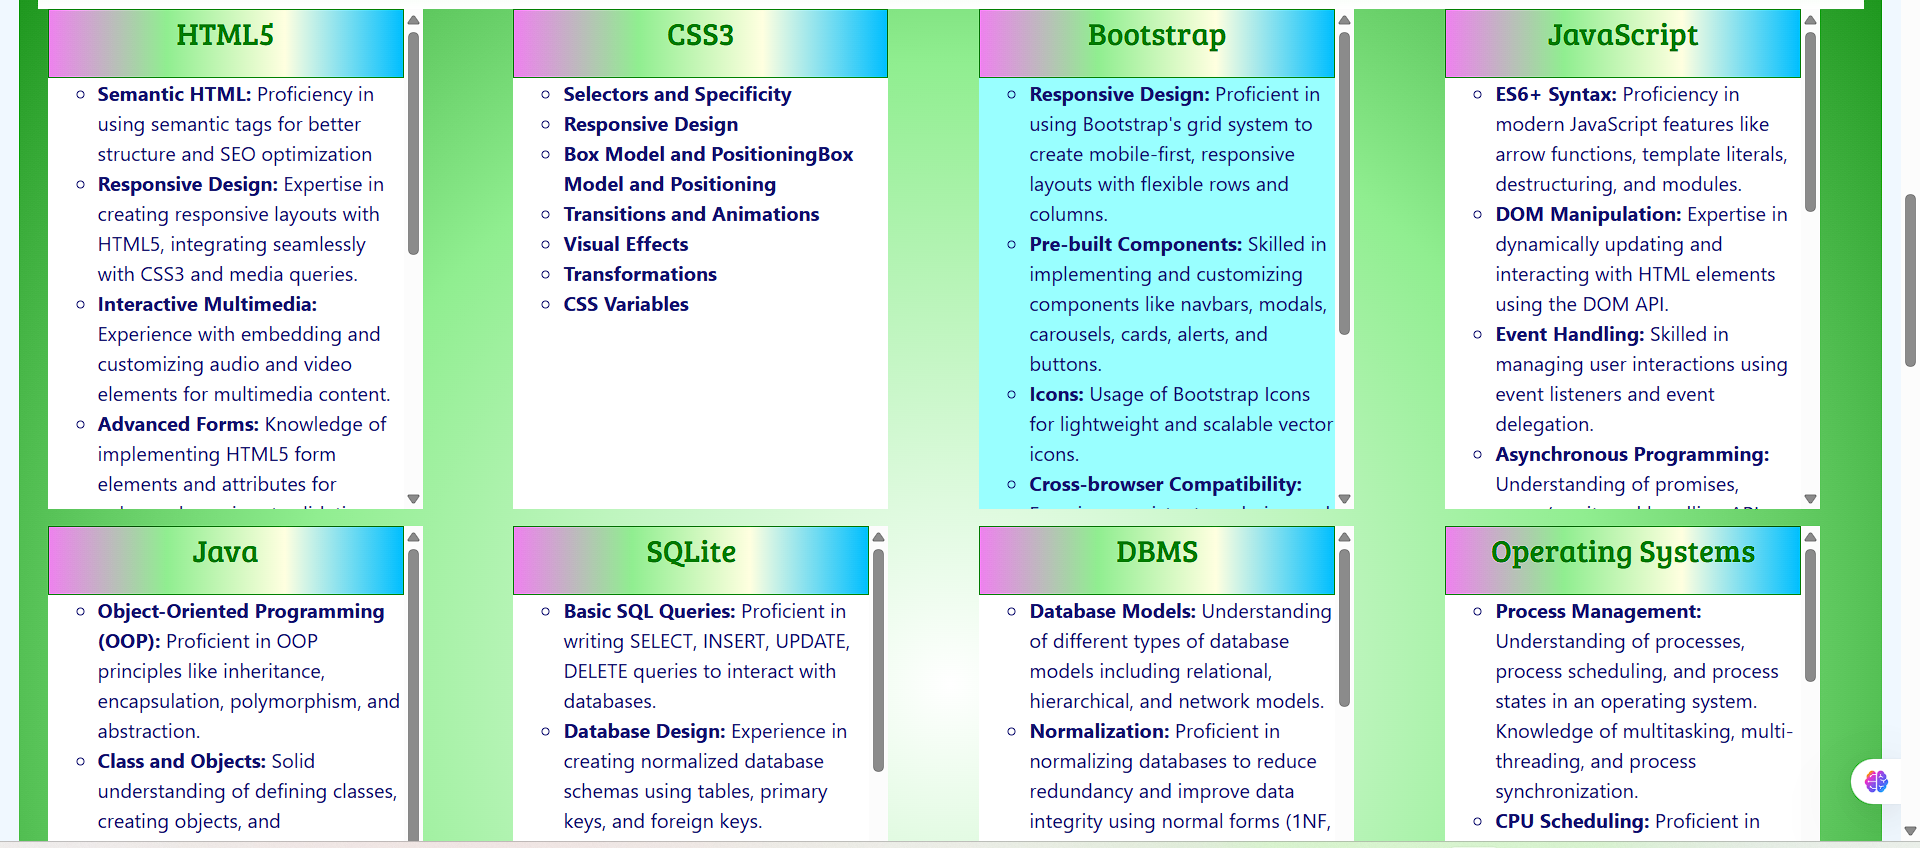 HTML5
Semantic HTML: Proficiency in
using semantic tags for better
structure and SEO optimization
Responsive Design: Expertise in
creating responsive layouts with
HTML5, integrating seamlessly
with CSS3 and media queries.
Interactive Multimedia:
Experience with embedding and
customizing audio and video
elements for multimedia content.
Advanced Forms: Knowledge of
implementing HTML5 form
elements and attributes for
CSS3
Selectors and Specificity
Responsive Design
Box Model and PositioningBox
Model and Positioning
Transitions and Animations
Visual Effects
Transformations
CSS Variables
Bootstrap
Responsive Design: Proficient in
using Bootstrap's grid system to
create mobile-first, responsive
layouts with flexible rows and
columns.
Pre-built Components: Skilled in
implementing and customizing
components like navbars, modals,
carousels, cards, alerts, and
buttons.
Icons: Usage of Bootstrap Icons
for lightweight and scalable vector
icons.
Cross-browser Compatibility:
JavaScript
ES6+ Syntax: Proficiency in
modern JavaScript features like
arrow functions, template literals,
destructuring, and modules.
DOM Manipulation: Expertise in
dynamically updating and
interacting with HTML elements
using the DOM API.
Event Handling: Skilled in
managing user interactions using
event listeners and event
delegation.
Asynchronous Programming:
Understanding of promises,
Java
Object-Oriented Programming
(OOP): Proficient in OOP
principles like inheritance,
encapsulation, polymorphism, and
abstraction.
Class and Objects: Solid
understanding of defining classes,
creating objects, and
SQLite
Basic SQL Queries: Proficient in
writing SELECT, INSERT, UPDATE,
DELETE queries to interact with
databases.
Database Design: Experience in
creating normalized database
schemas using tables, primary
keys, and foreign keys.
DBMS
Database Models: Understanding
of different types of database
models including relational,
hierarchical, and network models.
Normalization: Proficient in
normalizing databases to reduce
redundancy and improve data
integrity using normal forms (1NF,
Operating Systems
Process Management:
Understanding of processes,
process scheduling, and process
states in an operating system.
Knowledge of multitasking, multi-
threading, and process
synchronization.
CPU Scheduling: Proficient in